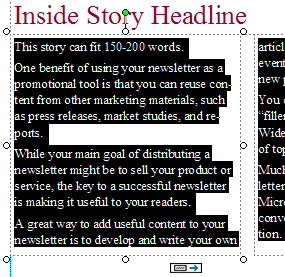 Inside Story Headline
This story can fit 150-200 words.
One benefit of using your newsletter as a
promotional tool is that you can reuse con-
tent from other marketing materials, such
as press releases, market studies, and re-
ports.
While your main goal of distributing a
newsletter might be to sell your product or
service, the key to a successful newsletter
is making it useful to your readers.
A great way to add useful content to your
newsletter is to develop and write your own
articl
event
new p
You c
“fille
Wide
of top
Much
letter
Micro
conve
tion.